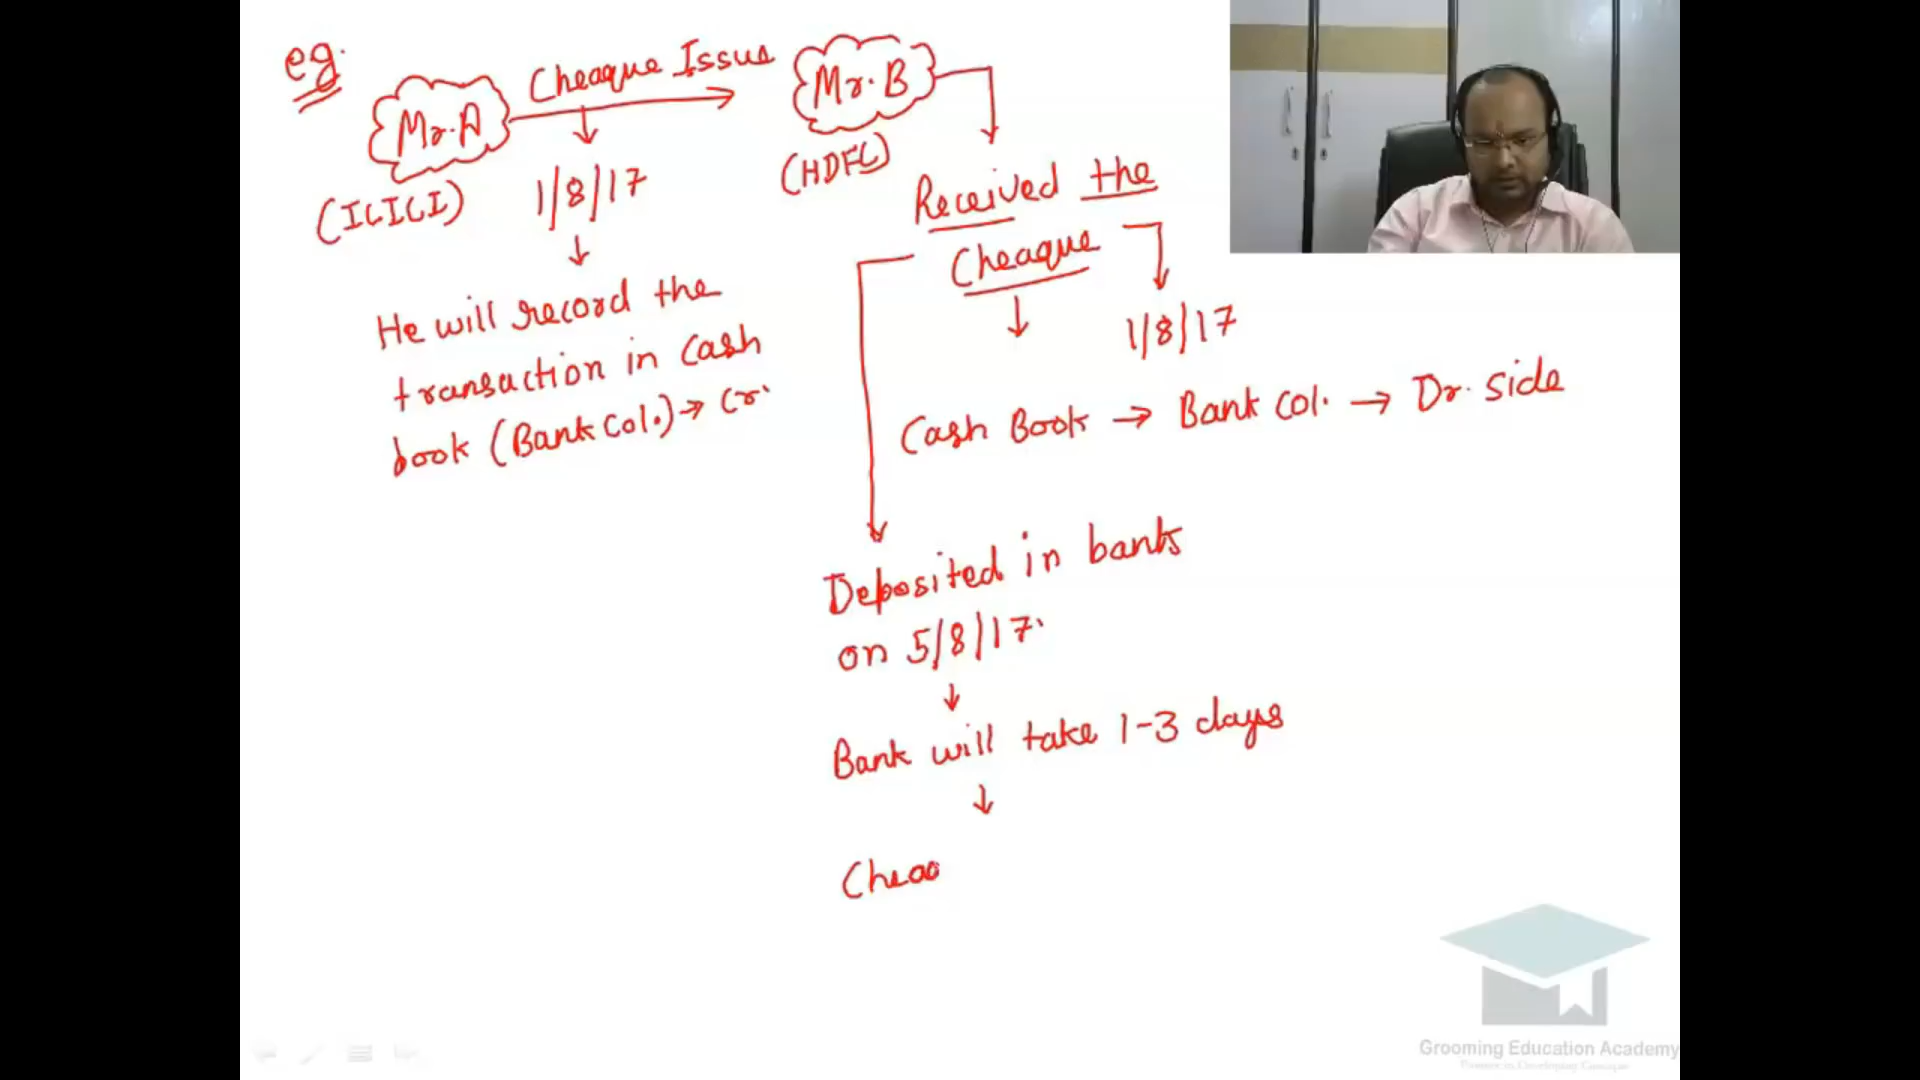 eg.
Mr. A
Cheaque Issue
Mr. B
(ICICI)
1/8/17
(HDFC)
He will record the
transaction in Cash
book (Bank Col.) → Cr.
Received the
Cheaque
1/8/17
Cash Book → Bank Col. → Dr. Side
Deposited in bank
on 5/8/17.
Bank will take 1-3 days
Cheaq
Grooming Education Academy